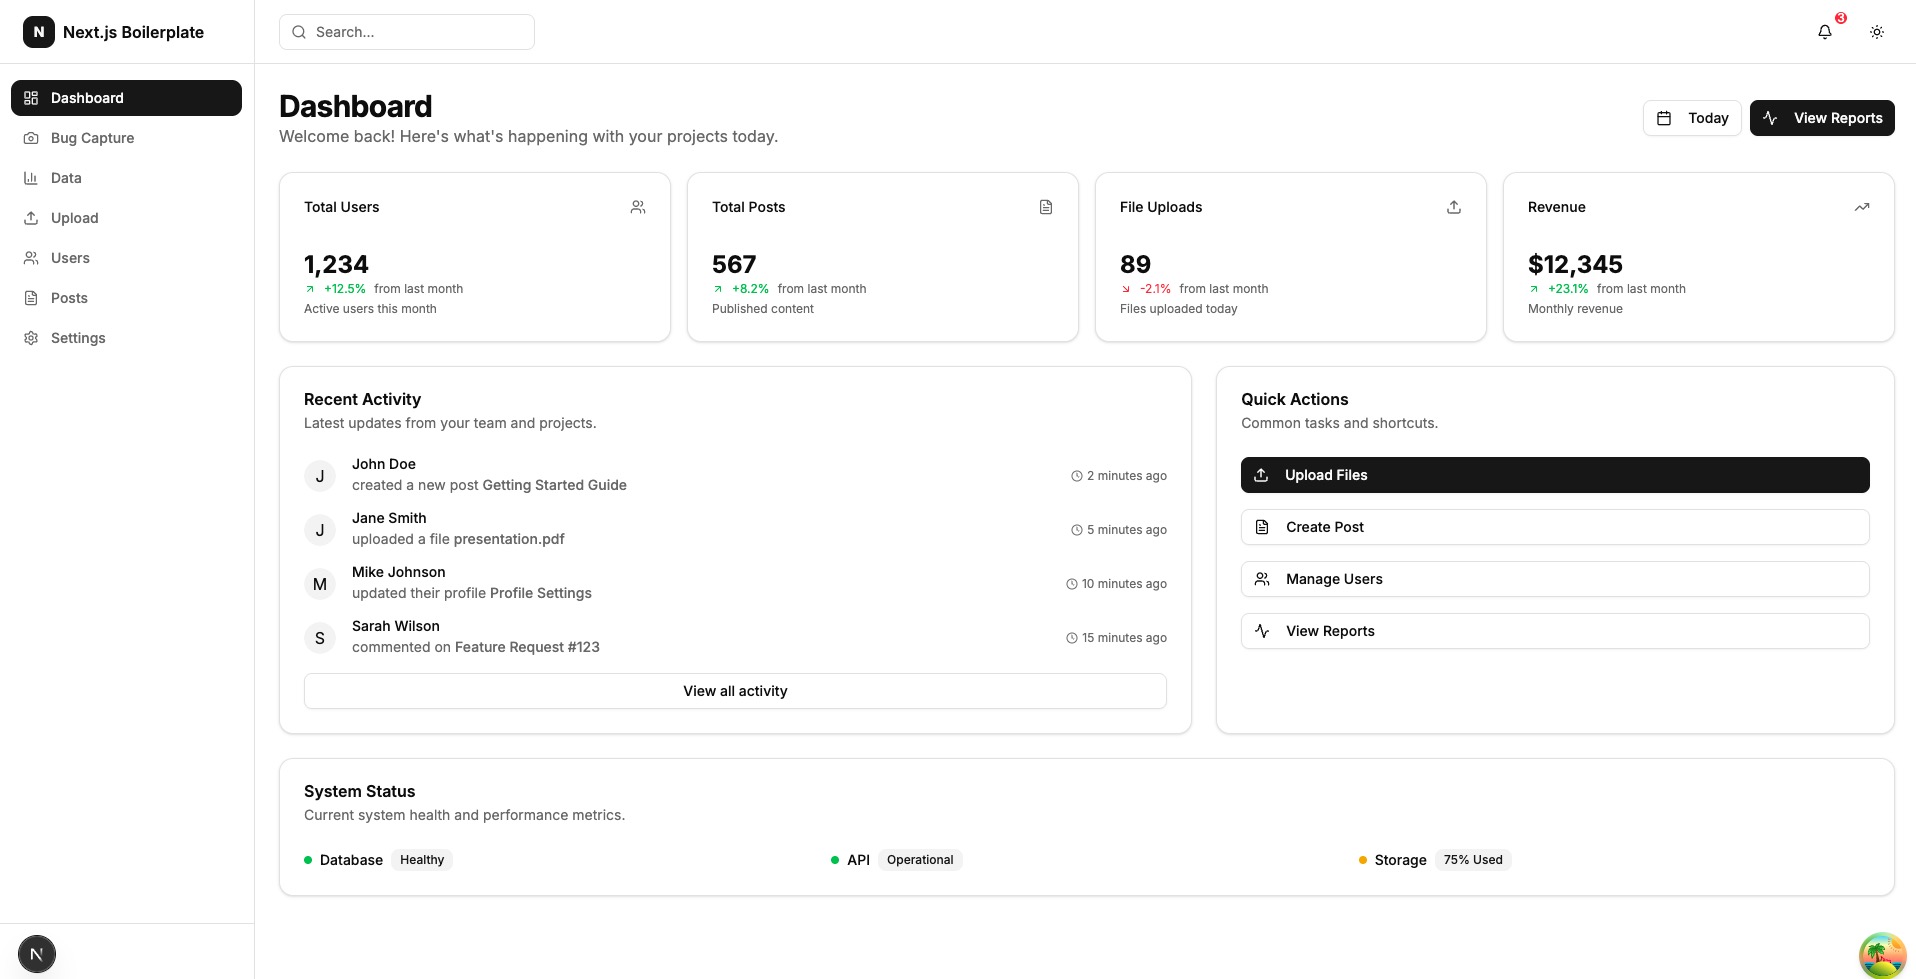 N Next.js Boilerplate
Search...
3
Dashboard
Bug Capture
Data
Upload
Users
Posts
Settings
Dashboard
Welcome back! Here's what's happening with your projects today.
Today
View Reports
Total Users
1,234
+12.5% from last month
Active users this month
Total Posts
567
+8.2% from last month
Published content
File Uploads
89
-2.1% from last month
Files uploaded today
Revenue
$12,345
+23.1% from last month
Monthly revenue
Recent Activity
Latest updates from your team and projects.
J
John Doe
created a new post Getting Started Guide
2 minutes ago
J
Jane Smith
uploaded a file presentation.pdf
5 minutes ago
M
Mike Johnson
updated their profile Profile Settings
10 minutes ago
S
Sarah Wilson
commented on Feature Request #123
15 minutes ago
View all activity
Quick Actions
Common tasks and shortcuts.
Upload Files
Create Post
Manage Users
View Reports
System Status
Current system health and performance metrics.
Database Healthy
API Operational
Storage 75% Used
N